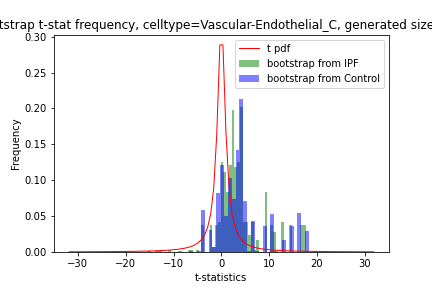 tstrap t-stat frequency, celltype=Vascular-Endothelial_C, generated size
t pdf
bootstrap from IPF
bootstrap from Control
Frequency
0.30
0.25
0.20
0.15
0.10
0.05
0.00
−30
−20
−10
0
10
20
30
t-statistics